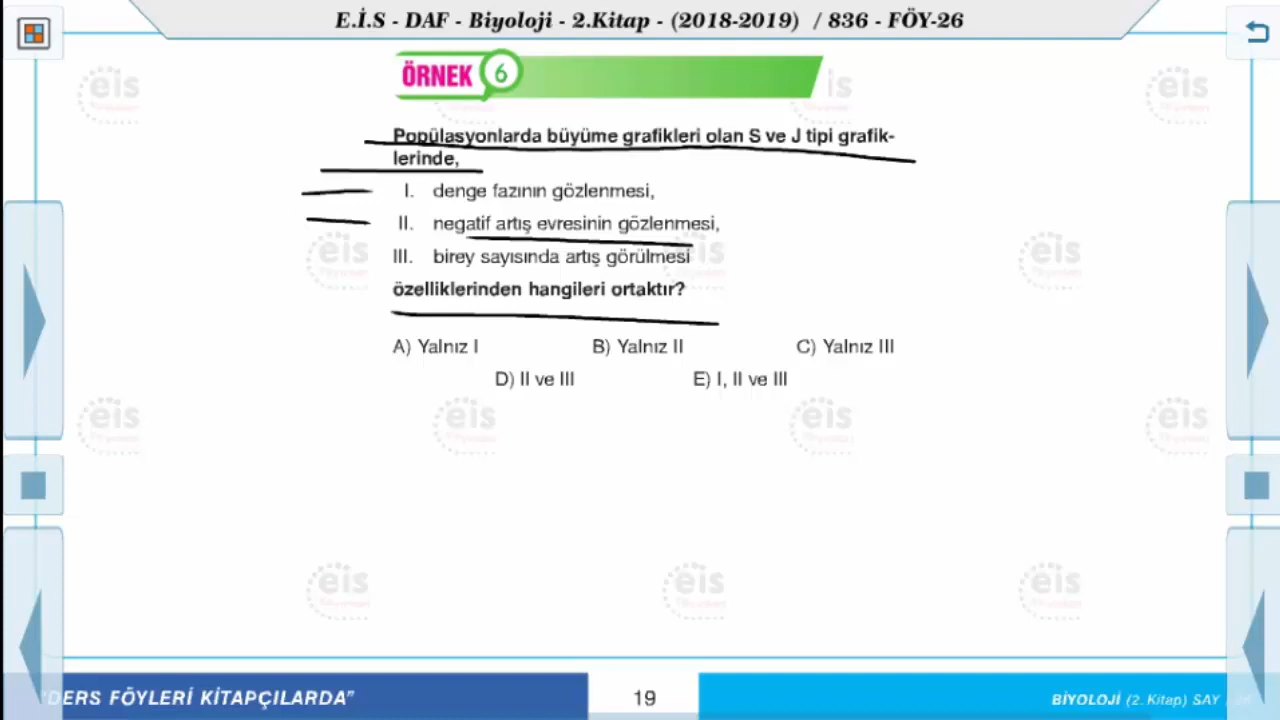 E.İ.S - DAF - Biyoloji - 2.Kitap - (2018-2019) / 836 - FÖY-26
ÖRNEK 6
Popülasyonlarda büyüme grafikleri olan S ve J tipi grafik-
lerinde,
I. denge fazının gözlenmesi,
II. negatif artış evresinin gözlenmesi,
III. birey sayısında artış görülmesi
özelliklerinden hangileri ortaktır?
A) Yalnız I B) Yalnız II C) Yalnız III
D) II ve III E) I, II ve III
eis
"DERS FÖYLERİ KİTAPÇILARDA"
19
BİYOLOJİ (2. Kitap) SAY